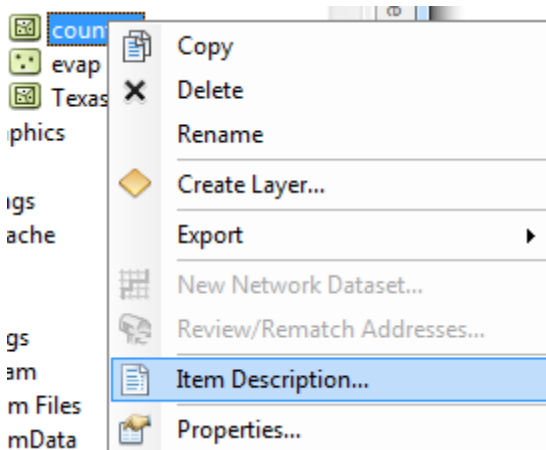 coun
Copy
evap
Delete
Texas
Rename
phics
Create Layer...
ngs
ache
Export
New Network Dataset...
gs
Review/Rematch Addresses...
am
Item Description...
m Files
Properties...
mData